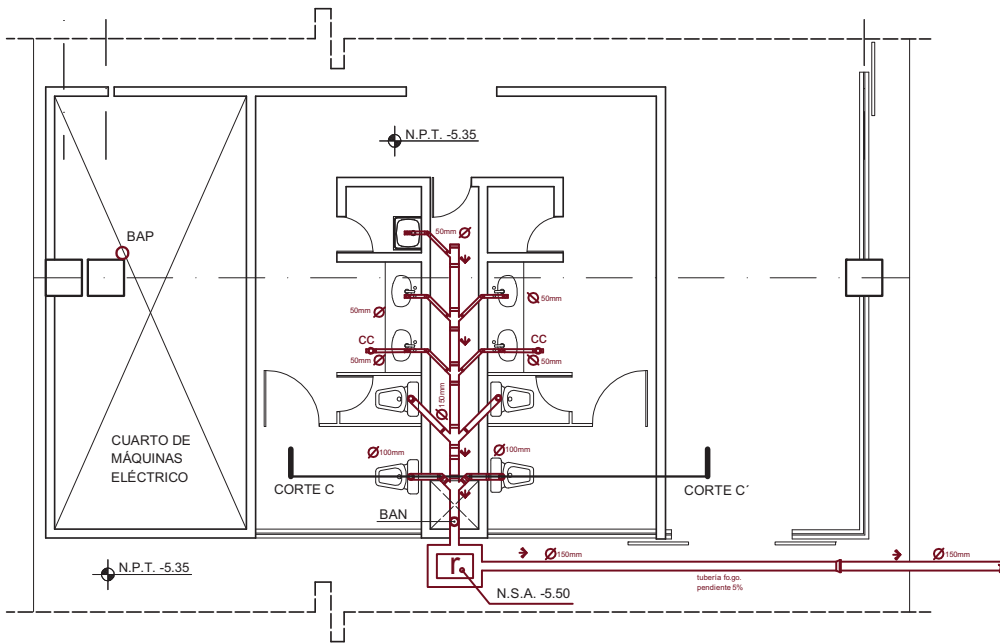 N.P.T. -5.35
50mm
BAP
50mm
50mm
CC
CC
50mm
50mm
150mm
CUARTO DE
MÁQUINAS
ELÉCTRICO
100mm
100mm
CORTE C
CORTE C´
BAN
150mm
150mm
N.P.T. -5.35
r
tuberia fo.go.
pendiente 5%
N.S.A. -5.50